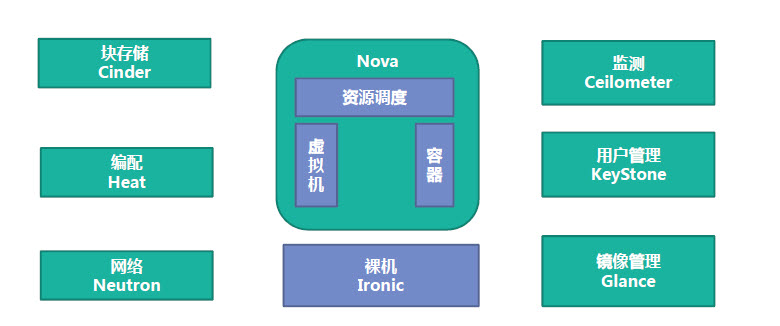 块存储
Cinder
编配
Heat
网络
Neutron
Nova
资源调度
虚拟机
容器
裸机
Ironic
监测
Ceilometer
用户管理
KeyStone
镜像管理
Glance